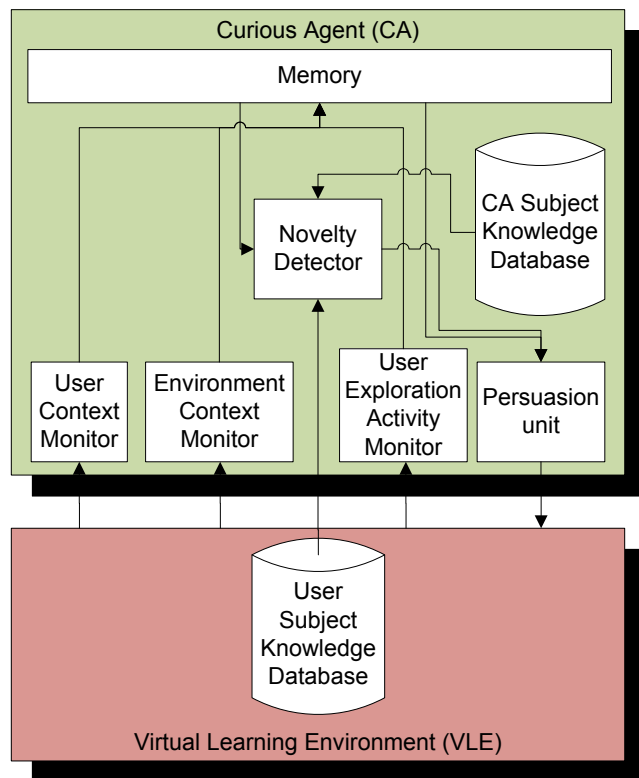 Curious Agent (CA)
Memory
CA Subject
Knowledge
Database
Novelty
Detector
User
Context
Monitor
Environment
Context
Monitor
User
Exploration
Activity
Monitor
Persuasion
unit
User
Subject
Knowledge
Database
Virtual Learning Environment (VLE)